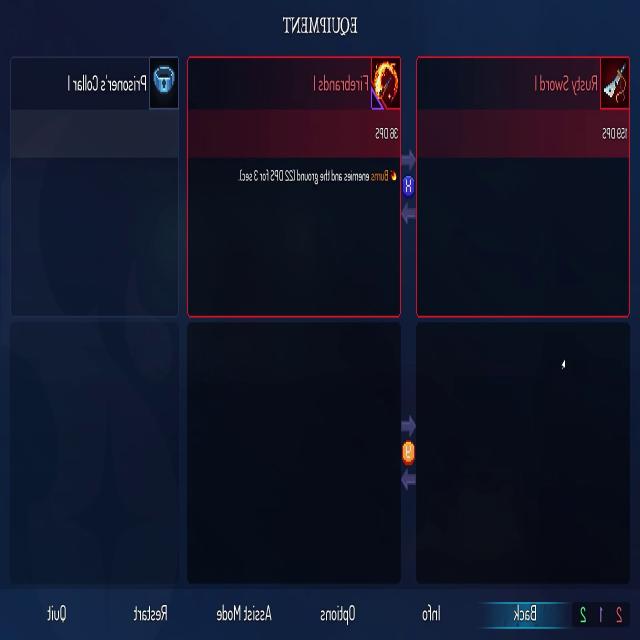 EQUIPMENT
Rusty Sword I
159 DPS
Firebrands I
36 DPS
Burns enemies and the ground (22 DPS for 3 sec).
Prisoner's Collar I
X
Y
2 1 2
Back
Info
Options
Assist Mode
Restart
Quit